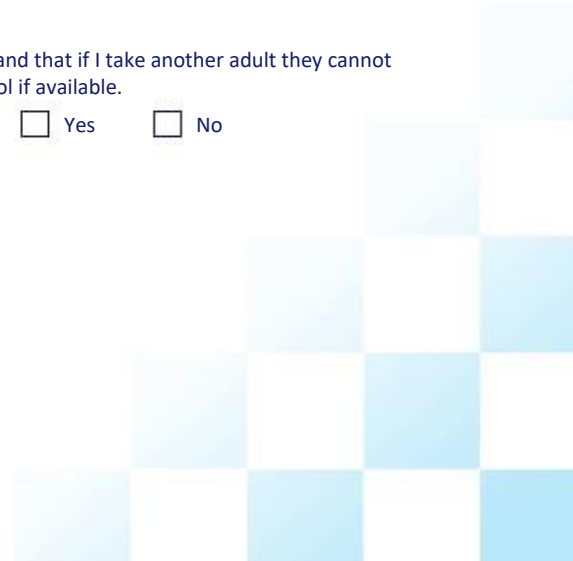 and that if I take another adult they cannot
ol if available.
Yes No